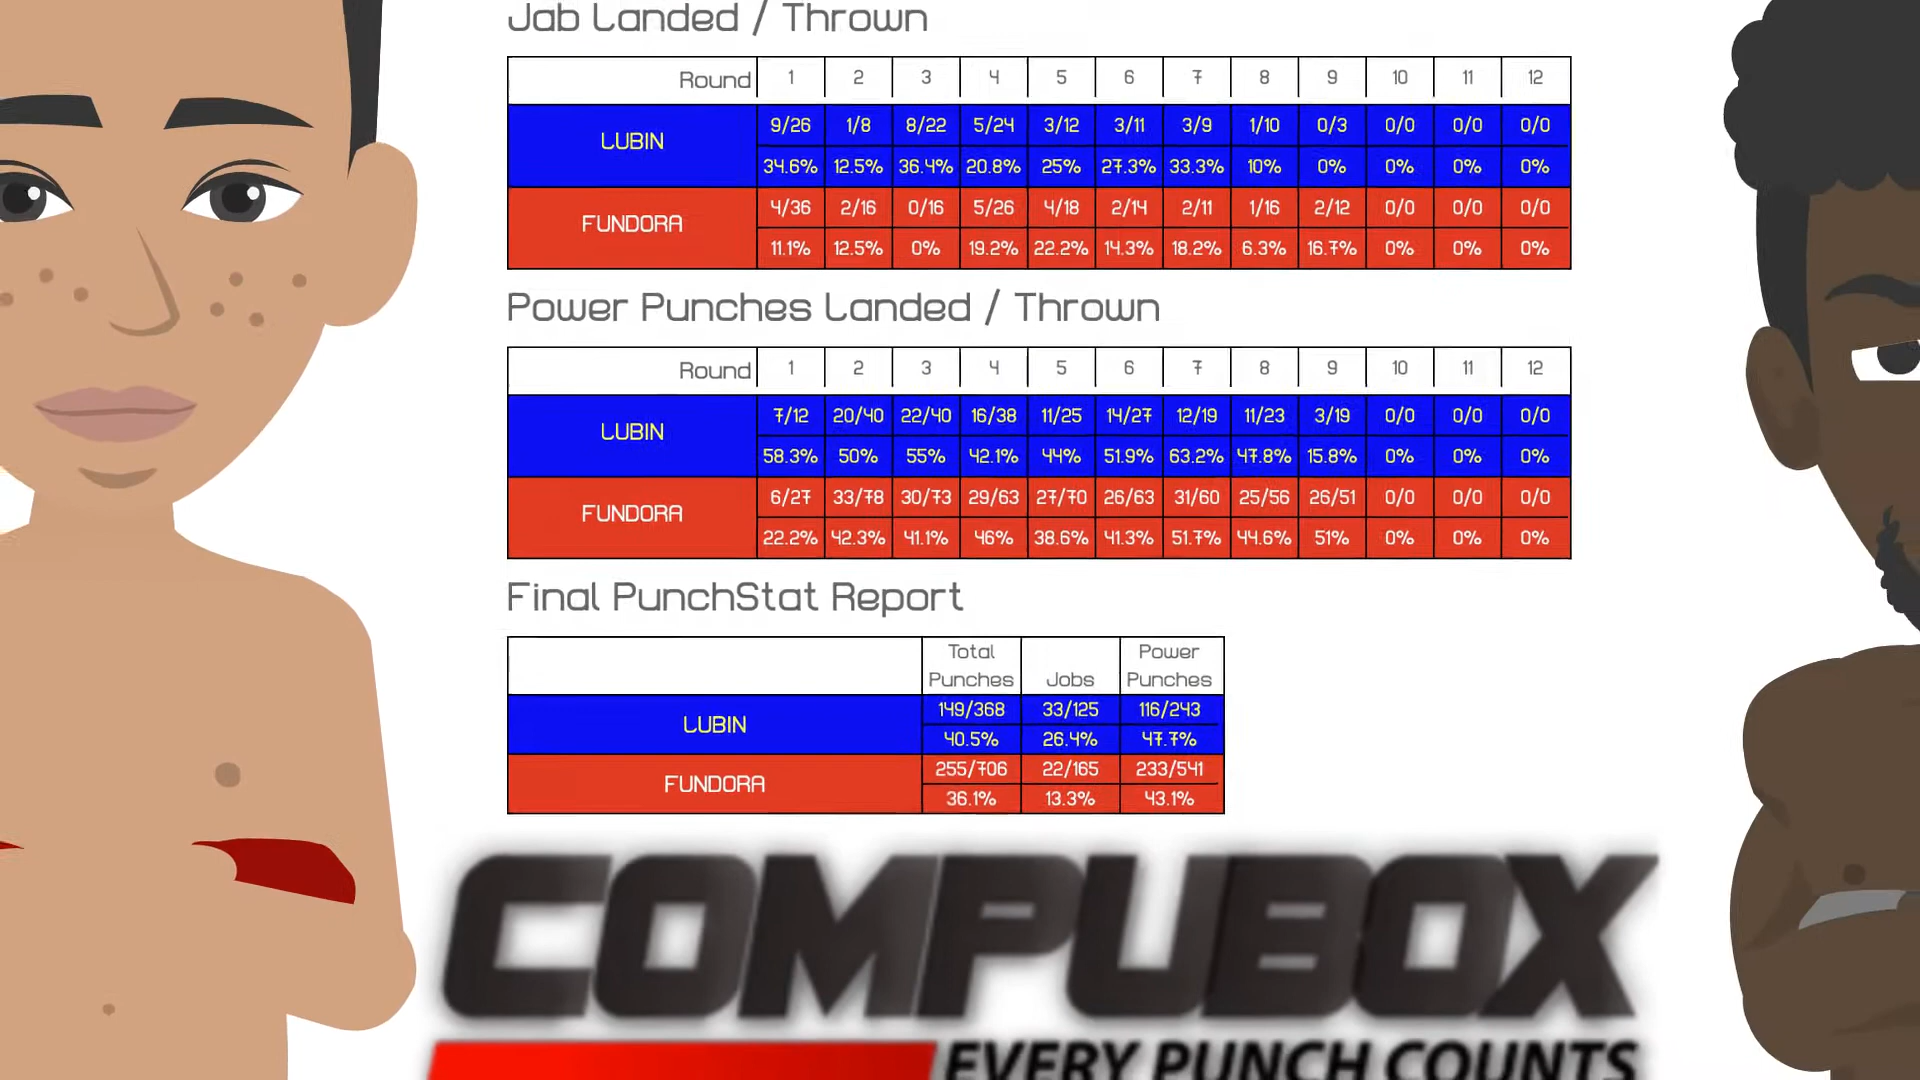 Jab Landed / Thrown
Round 1 2 3 4 5 6 7 8 9 10 11 12
LUBIN
9/26 1/8 8/22 5/24 3/12 3/11 3/9 1/10 0/3 0/0 0/0 0/0
34.6% 12.5% 36.4% 20.8% 25% 27.3% 33.3% 10% 0% 0% 0% 0%
FUNDORA
4/36 2/16 0/16 5/26 4/18 2/14 2/11 1/16 2/12 0/0 0/0 0/0
11.1% 12.5% 0% 19.2% 22.2% 14.3% 18.2% 6.3% 16.7% 0% 0% 0%
Power Punches Landed / Thrown
Round 1 2 3 4 5 6 7 8 9 10 11 12
LUBIN
7/12 20/40 22/40 16/38 11/25 14/27 12/19 11/23 3/19 0/0 0/0 0/0
58.3% 50% 55% 42.1% 44% 51.9% 63.2% 47.8% 15.8% 0% 0% 0%
FUNDORA
6/27 33/78 30/73 29/63 27/70 26/63 31/60 25/56 26/51 0/0 0/0 0/0
22.2% 42.3% 41.1% 46% 38.6% 41.3% 51.7% 44.6% 51% 0% 0% 0%
Final PunchStat Report
Total Punches Jobs Power Punches
LUBIN
149/368 33/125 116/243
40.5% 26.4% 47.7%
FUNDORA
255/706 22/165 233/541
36.1% 13.3% 43.1%
COMPUBOX
EVERY PUNCH COUNTS